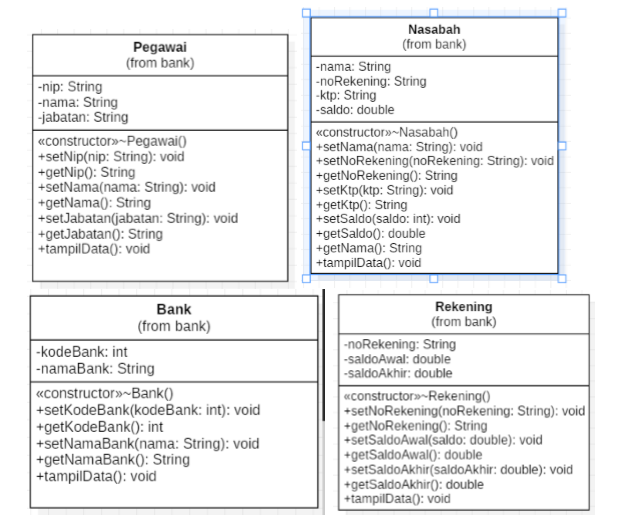 Pegawai
(from bank)
-nip: String
-nama: String
-jabatan: String
«constructor»~Pegawai()
+setNip(nip: String): void
+getNip(): String
+setNama(nama: String): void
+getNama(): String
+setJabatan(jabatan: String): void
+getJabatan(): String
+tampilData(): void
Nasabah
(from bank)
-nama: String
-noRekening: String
-ktp: String
-saldo: double
«constructor»~Nasabah()
+setNama(nama: String): void
+setNoRekening(noRekening: String): void
+getNoRekening(): String
+setKtp(ktp: String): void
+getKtp(): String
+setSaldo(saldo: int): void
+getSaldo(): double
+getNama(): String
+tampilData(): void
Bank
(from bank)
-kodeBank: int
-namaBank: String
«constructor»~Bank()
+setKodeBank(kodeBank: int): void
+getKodeBank(): int
+setNamaBank(nama: String): void
+getNamaBank(): String
+tampilData(): void
Rekening
(from bank)
-noRekening: String
-saldoAwal: double
-saldoAkhir: double
«constructor»~Rekening()
+setNoRekening(noRekening: String): void
+getNoRekening(): String
+setSaldoAwal(saldo: double): void
+getSaldoAwal(): double
+setSaldoAkhir(saldoAkhir: double): void
+getSaldoAkhir(): double
+tampilData(): void